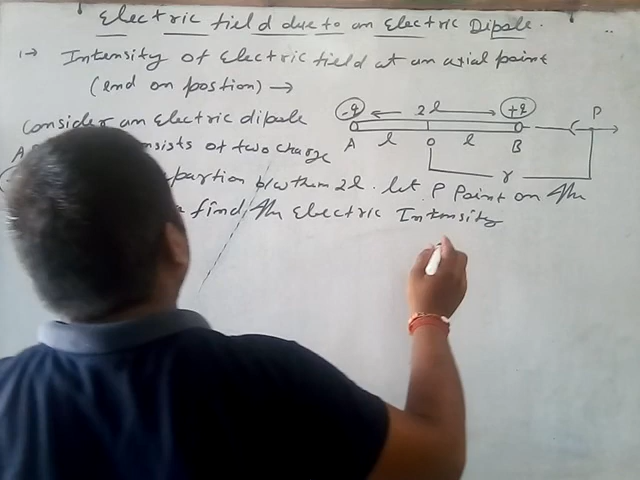 Electric field due to an Electric Dipole.
1→ Intensity of Electric field at an axial point
(end on postion) →
-q 2l +q P
A l o l B
r
Consider an Electric dipole
A consists of two charge
b/w them 2l. let P Point on the
find the Electric Intensity